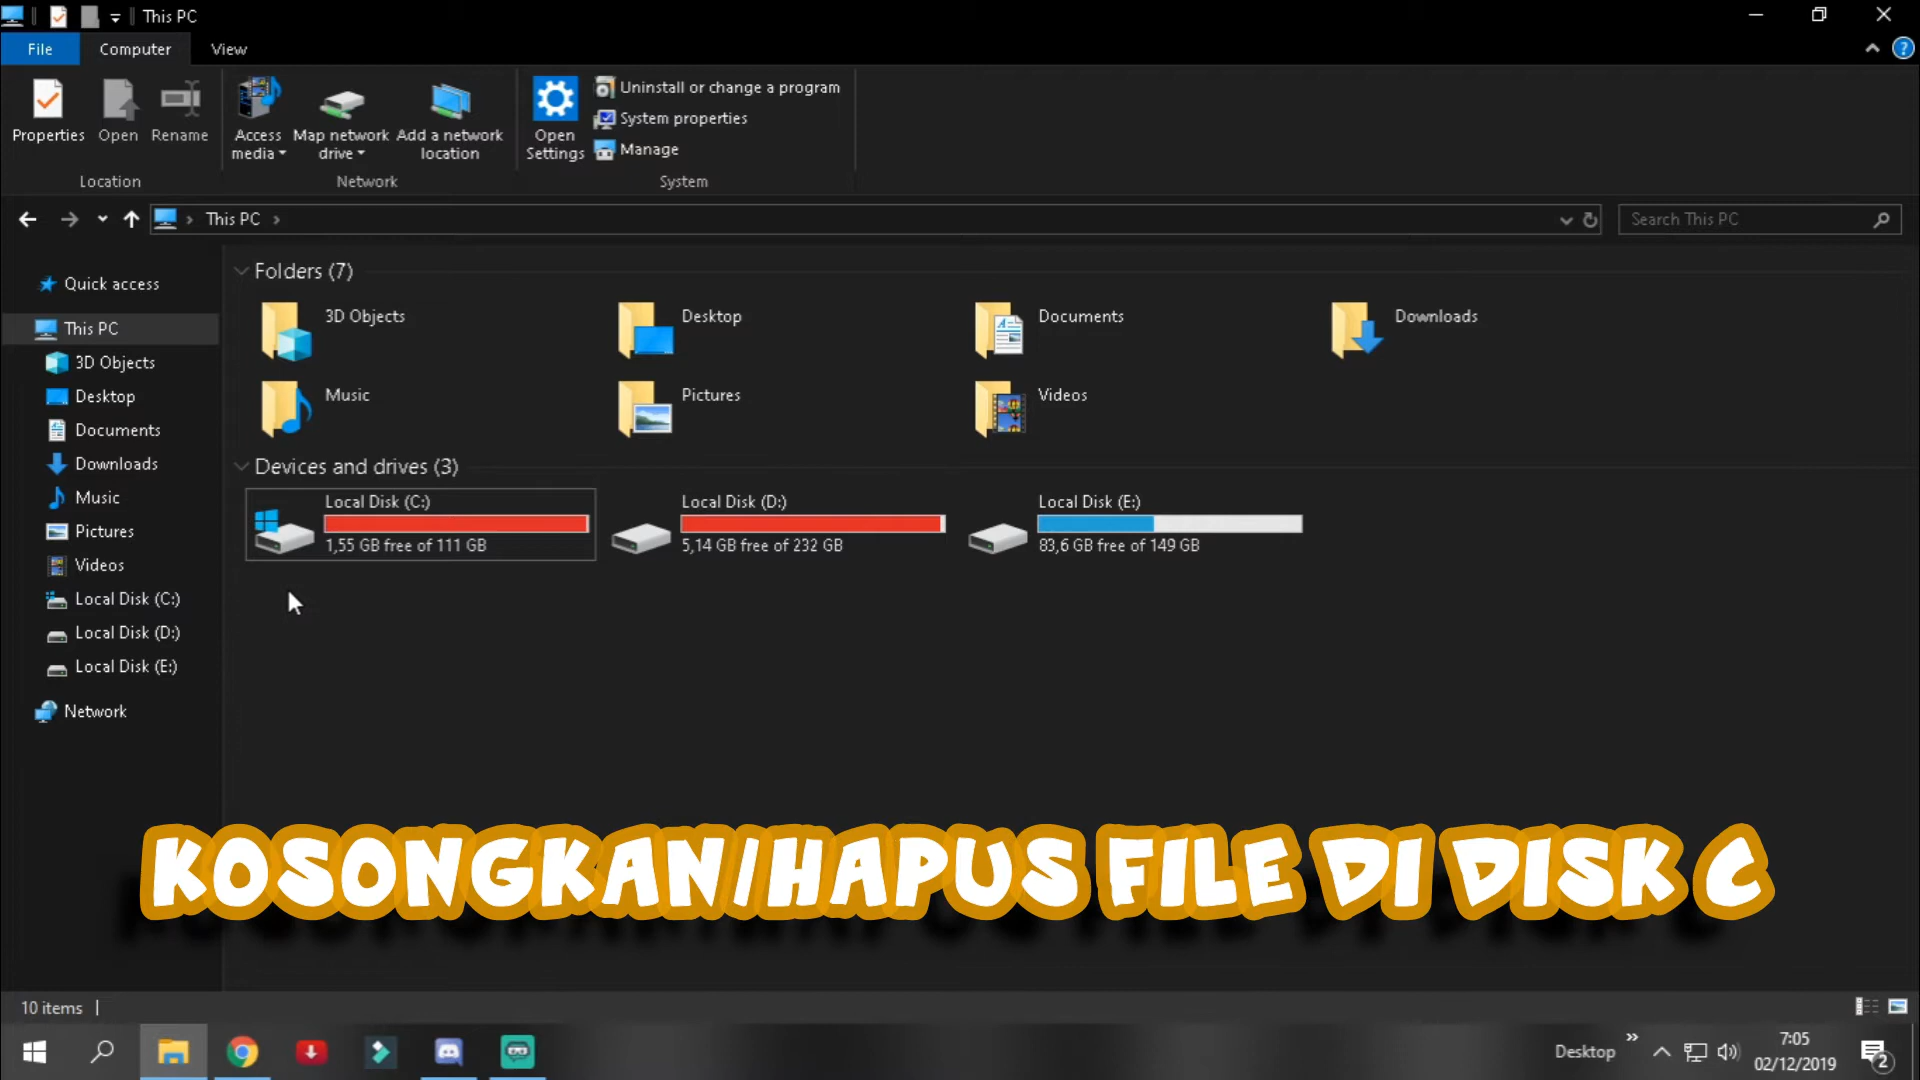 This PC
File
Computer
View
Properties
Open
Rename
Access media
Map network drive
Add a network location
Open Settings
Uninstall or change a program
System properties
Manage
Location
Network
System
This PC
Search This PC
Quick access
This PC
3D Objects
Desktop
Documents
Downloads
Music
Pictures
Videos
Local Disk (C:)
Local Disk (D:)
Local Disk (E:)
Network
Folders (7)
3D Objects
Desktop
Documents
Downloads
Music
Pictures
Videos
Devices and drives (3)
Local Disk (C:)
1,55 GB free of 111 GB
Local Disk (D:)
5,14 GB free of 232 GB
Local Disk (E:)
83,6 GB free of 149 GB
KOSONGKAN/HAPUS FILE DI DISK C
10 items
Desktop
7:05
02/12/2019
2